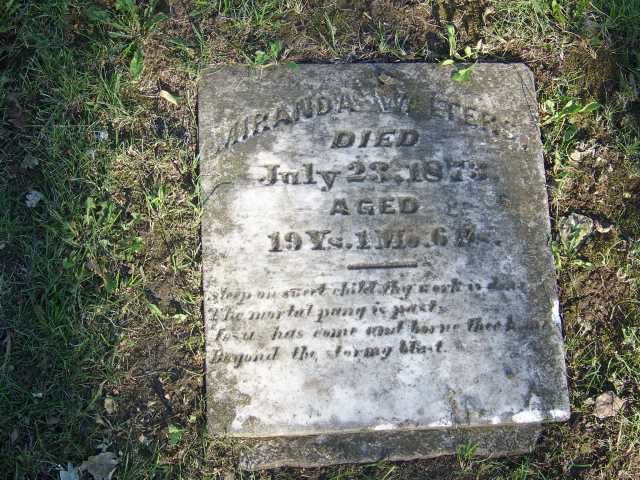 MIRANDA WALTERS.
DIED
July 23. 1873
AGED
19 Ys. 1 Mo. 6 Ds.
Sleep on sweet child thy work is done
The mortal pang is past.
Jesus has come and borne thee home
Beyond the stormy blast.